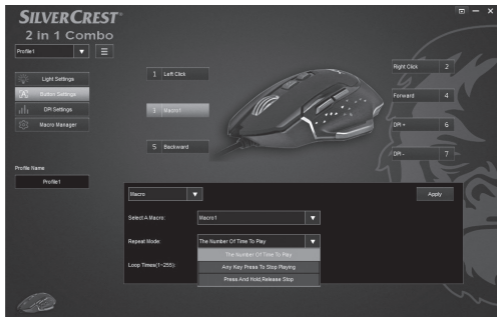 SILVERCREST®
2 in 1 Combo
Profile1
Light Settings
Button Settings
DPI Settings
Macro Manager
Profile Name
Profile1
1 Left Click
3 Macro1
5 Backward
Right Click 2
Forward 4
DPI + 6
DPI - 7
Macro
Apply
Select A Macro:
Macro1
Repeat Mode:
The Number Of Time To Play
The Number Of Time To Play
Any Key Press To Stop Playing
Press And Hold,Release Stop
Loop Times(1~255):